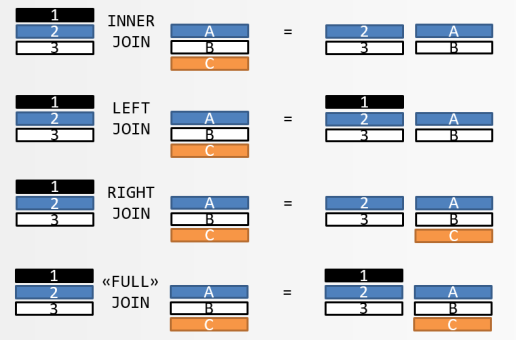 1 INNER
2 JOIN A = 2 A
3 B 3 B
C
1 LEFT 1
2 JOIN A = 2 A
3 B 3 B
C
1 RIGHT
2 JOIN A = 2 A
3 B 3 B
C C
1 «FULL» 1
2 JOIN A = 2 A
3 B 3 B
C C